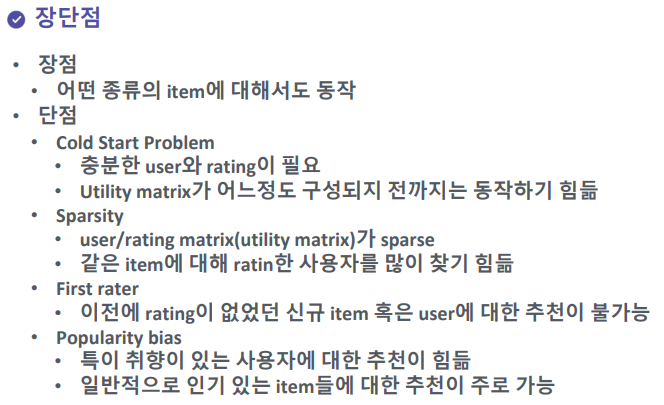 장단점
• 장점
• 어떤 종류의 item에 대해서도 동작
• 단점
• Cold Start Problem
• 충분한 user와 rating이 필요
• Utility matrix가 어느정도 구성되지 전까지는 동작하기 힘듦
• Sparsity
• user/rating matrix(utility matrix)가 sparse
• 같은 item에 대해 ratin한 사용자를 많이 찾기 힘듦
• First rater
• 이전에 rating이 없었던 신규 item 혹은 user에 대한 추천이 불가능
• Popularity bias
• 특이 취향이 있는 사용자에 대한 추천이 힘듦
• 일반적으로 인기 있는 item들에 대한 추천이 주로 가능